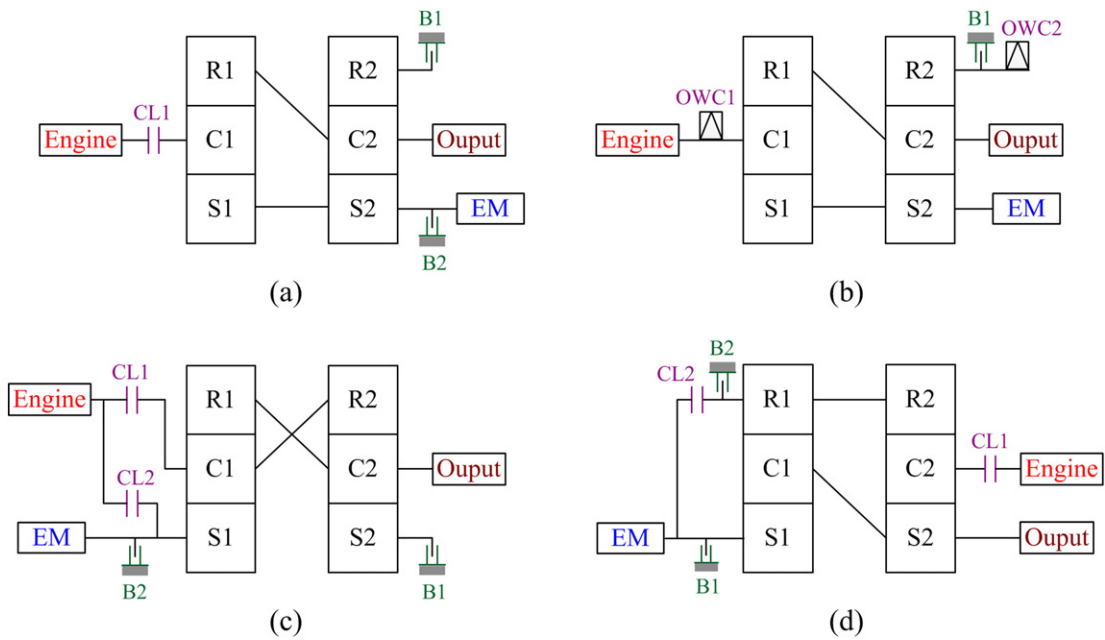 B1
R1 R2
CL1
Engine C1 C2 Ouput
S1 S2 EM
B2
(a)
B1 OWC2
R1 R2
OWC1
Engine C1 C2 Ouput
S1 S2 EM
(b)
CL1
Engine R1 R2
C1 C2 Ouput
CL2
EM S1 S2
B2 B1
(c)
B2
CL2
R1 R2
CL1
C1 C2 Engine
EM S1 S2 Ouput
B1
(d)